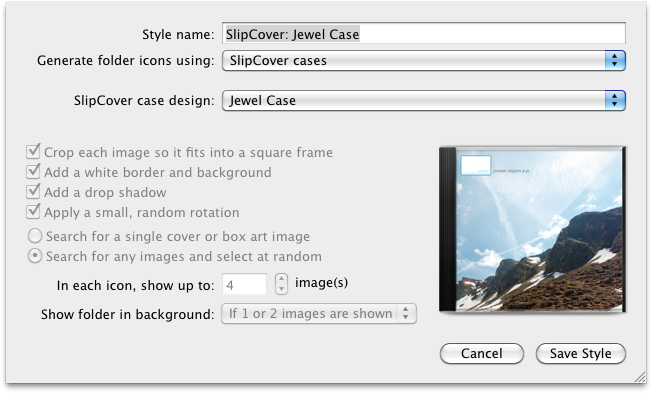 Style name: SlipCover: Jewel Case
Generate folder icons using: SlipCover cases
SlipCover case design: Jewel Case
Crop each image so it fits into a square frame
Add a white border and background
Add a drop shadow
Apply a small, random rotation
Search for a single cover or box art image
Search for any images and select at random
In each icon, show up to: 4 image(s)
Show folder in background: If 1 or 2 images are shown
Cancel Save Style